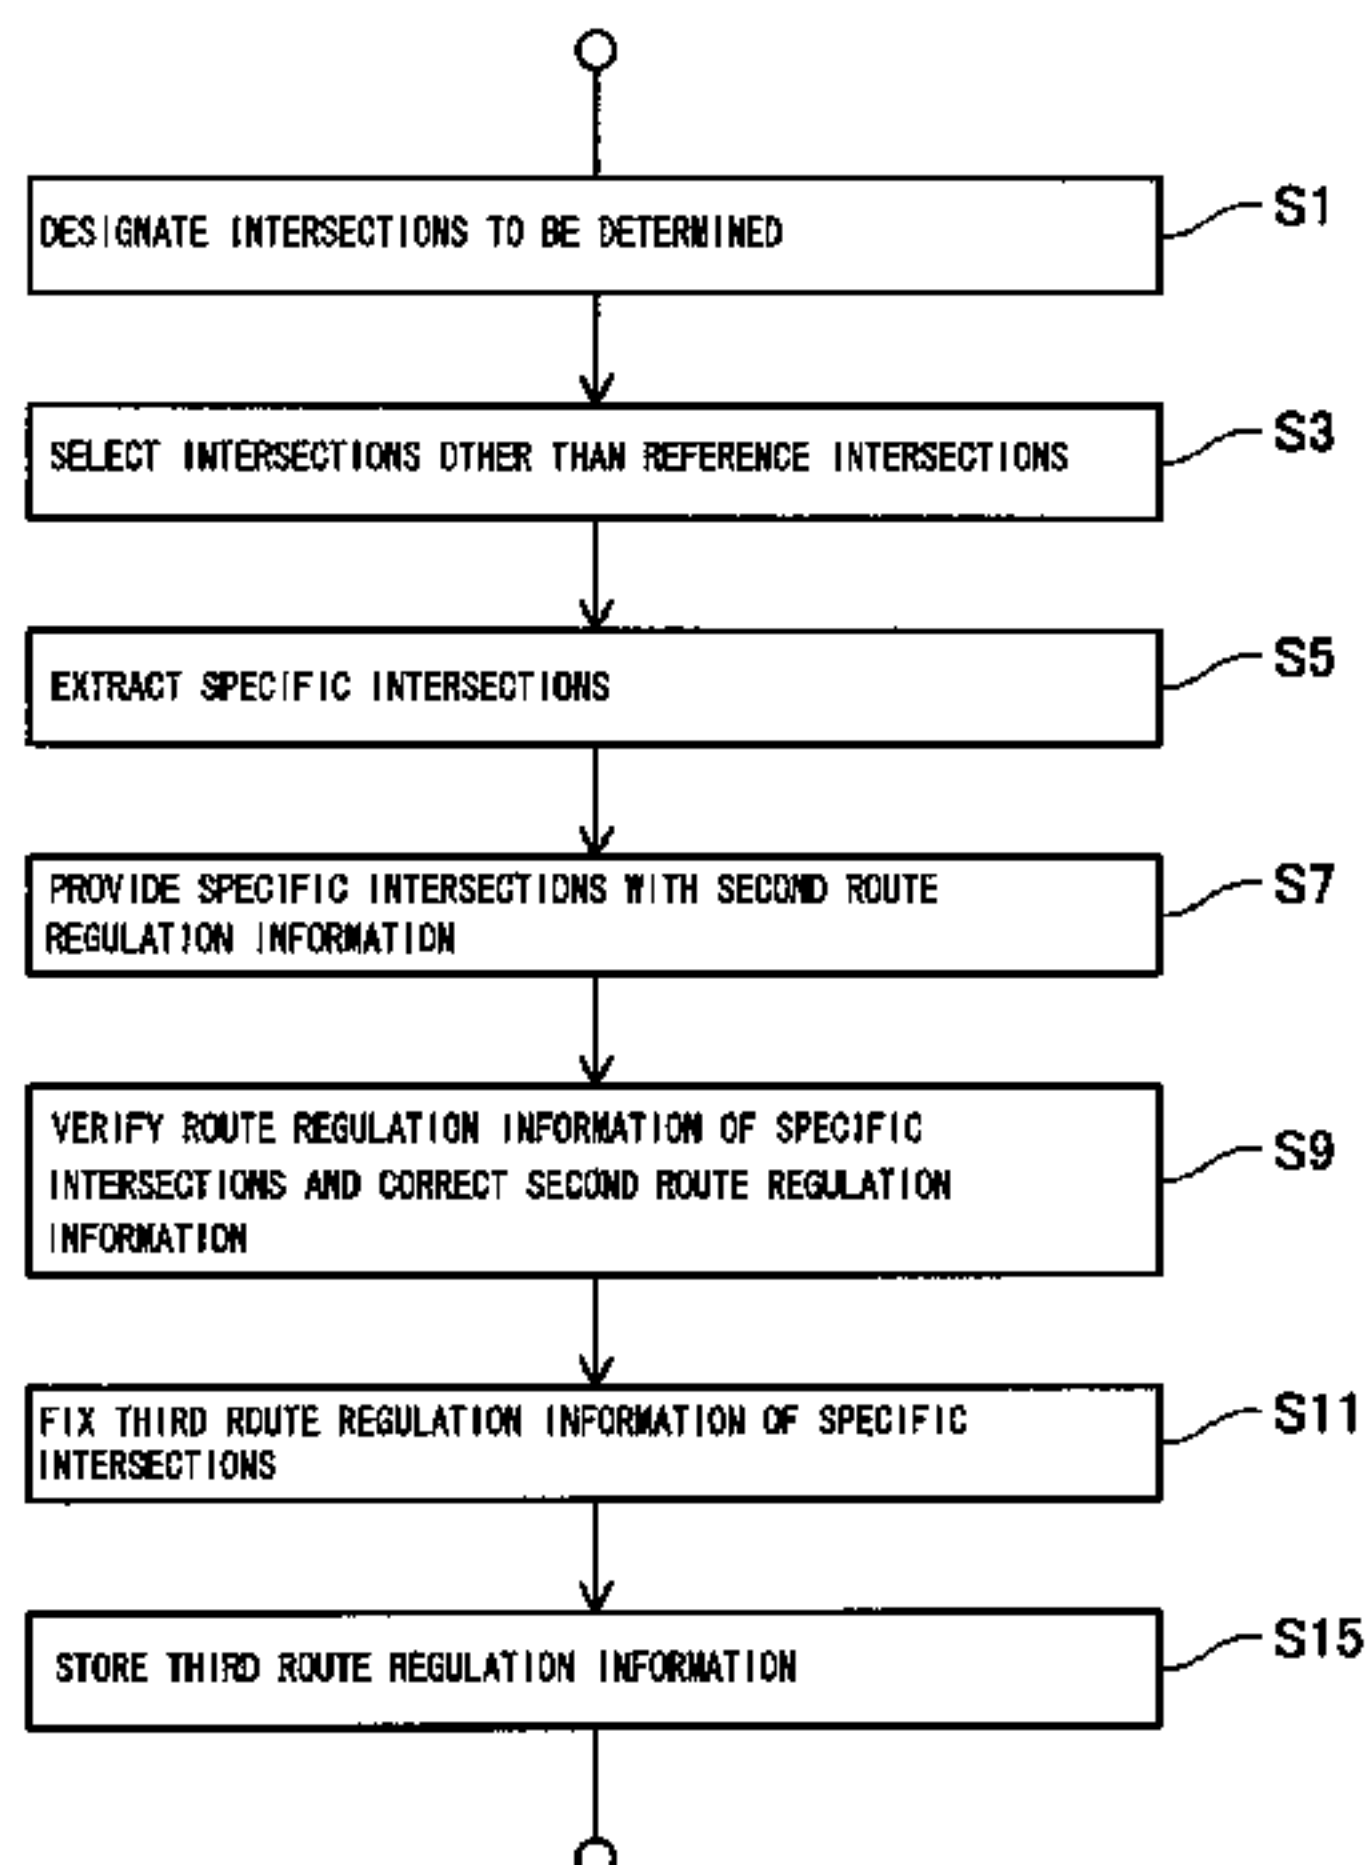 DESIGNATE INTERSECTIONS TO BE DETERMINED
S1
SELECT INTERSECTIONS OTHER THAN REFERENCE INTERSECTIONS
S3
EXTRACT SPECIFIC INTERSECTIONS
S5
PROVIDE SPECIFIC INTERSECTIONS WITH SECOND ROUTE
REGULATION INFORMATION
S7
VERIFY ROUTE REGULATION INFORMATION OF SPECIFIC
INTERSECTIONS AND CORRECT SECOND ROUTE REGULATION
INFORMATION
S9
FIX THIRD ROUTE REGULATION INFORMATION OF SPECIFIC
INTERSECTIONS
S11
STORE THIRD ROUTE REGULATION INFORMATION
S15